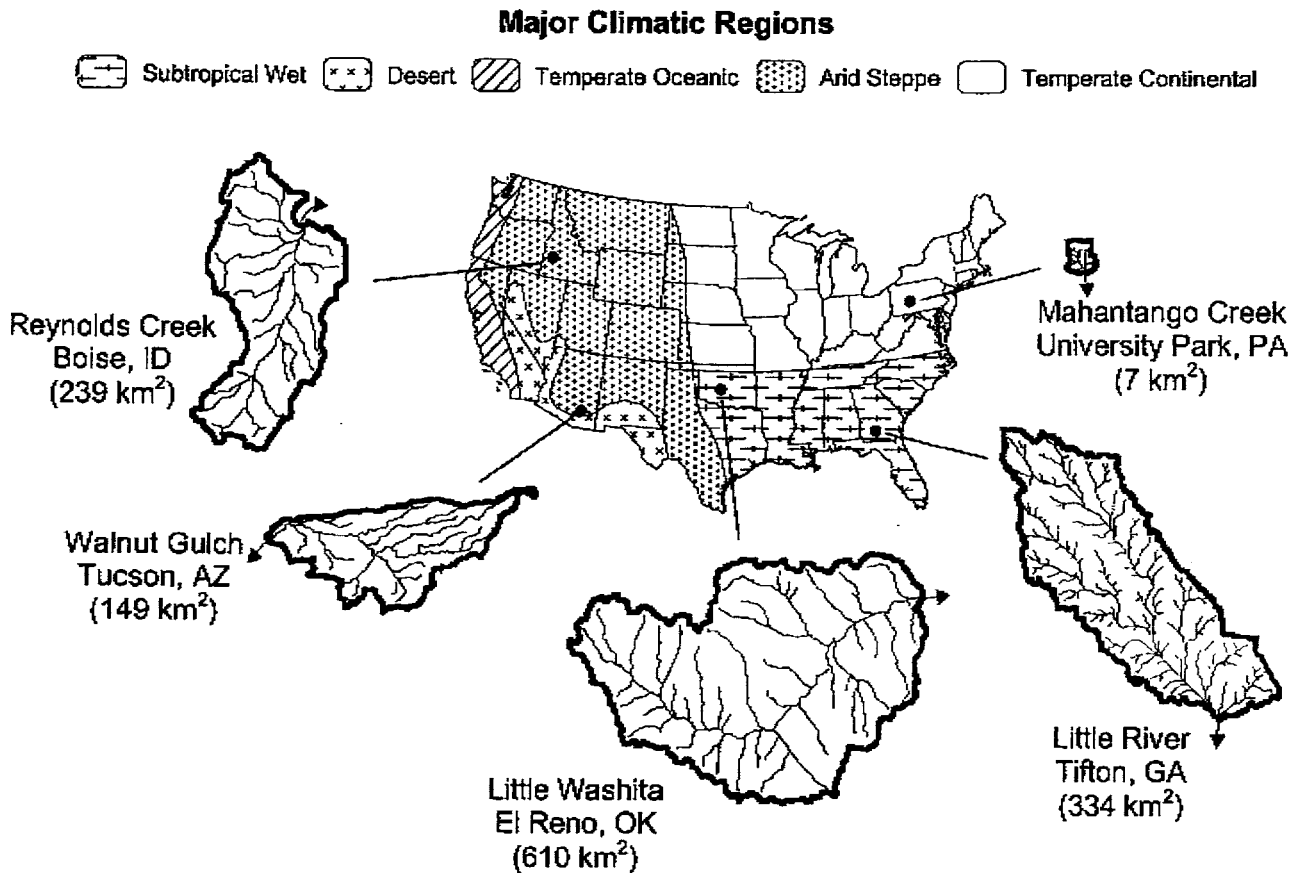 Major Climatic Regions
Subtropical Wet Desert Temperate Oceanic Arid Steppe Temperate Continental
Reynolds Creek
Boise, ID
(239 km²)
Mahantango Creek
University Park, PA
(7 km²)
Walnut Gulch
Tucson, AZ
(149 km²)
Little Washita
El Reno, OK
(610 km²)
Little River
Tifton, GA
(334 km²)